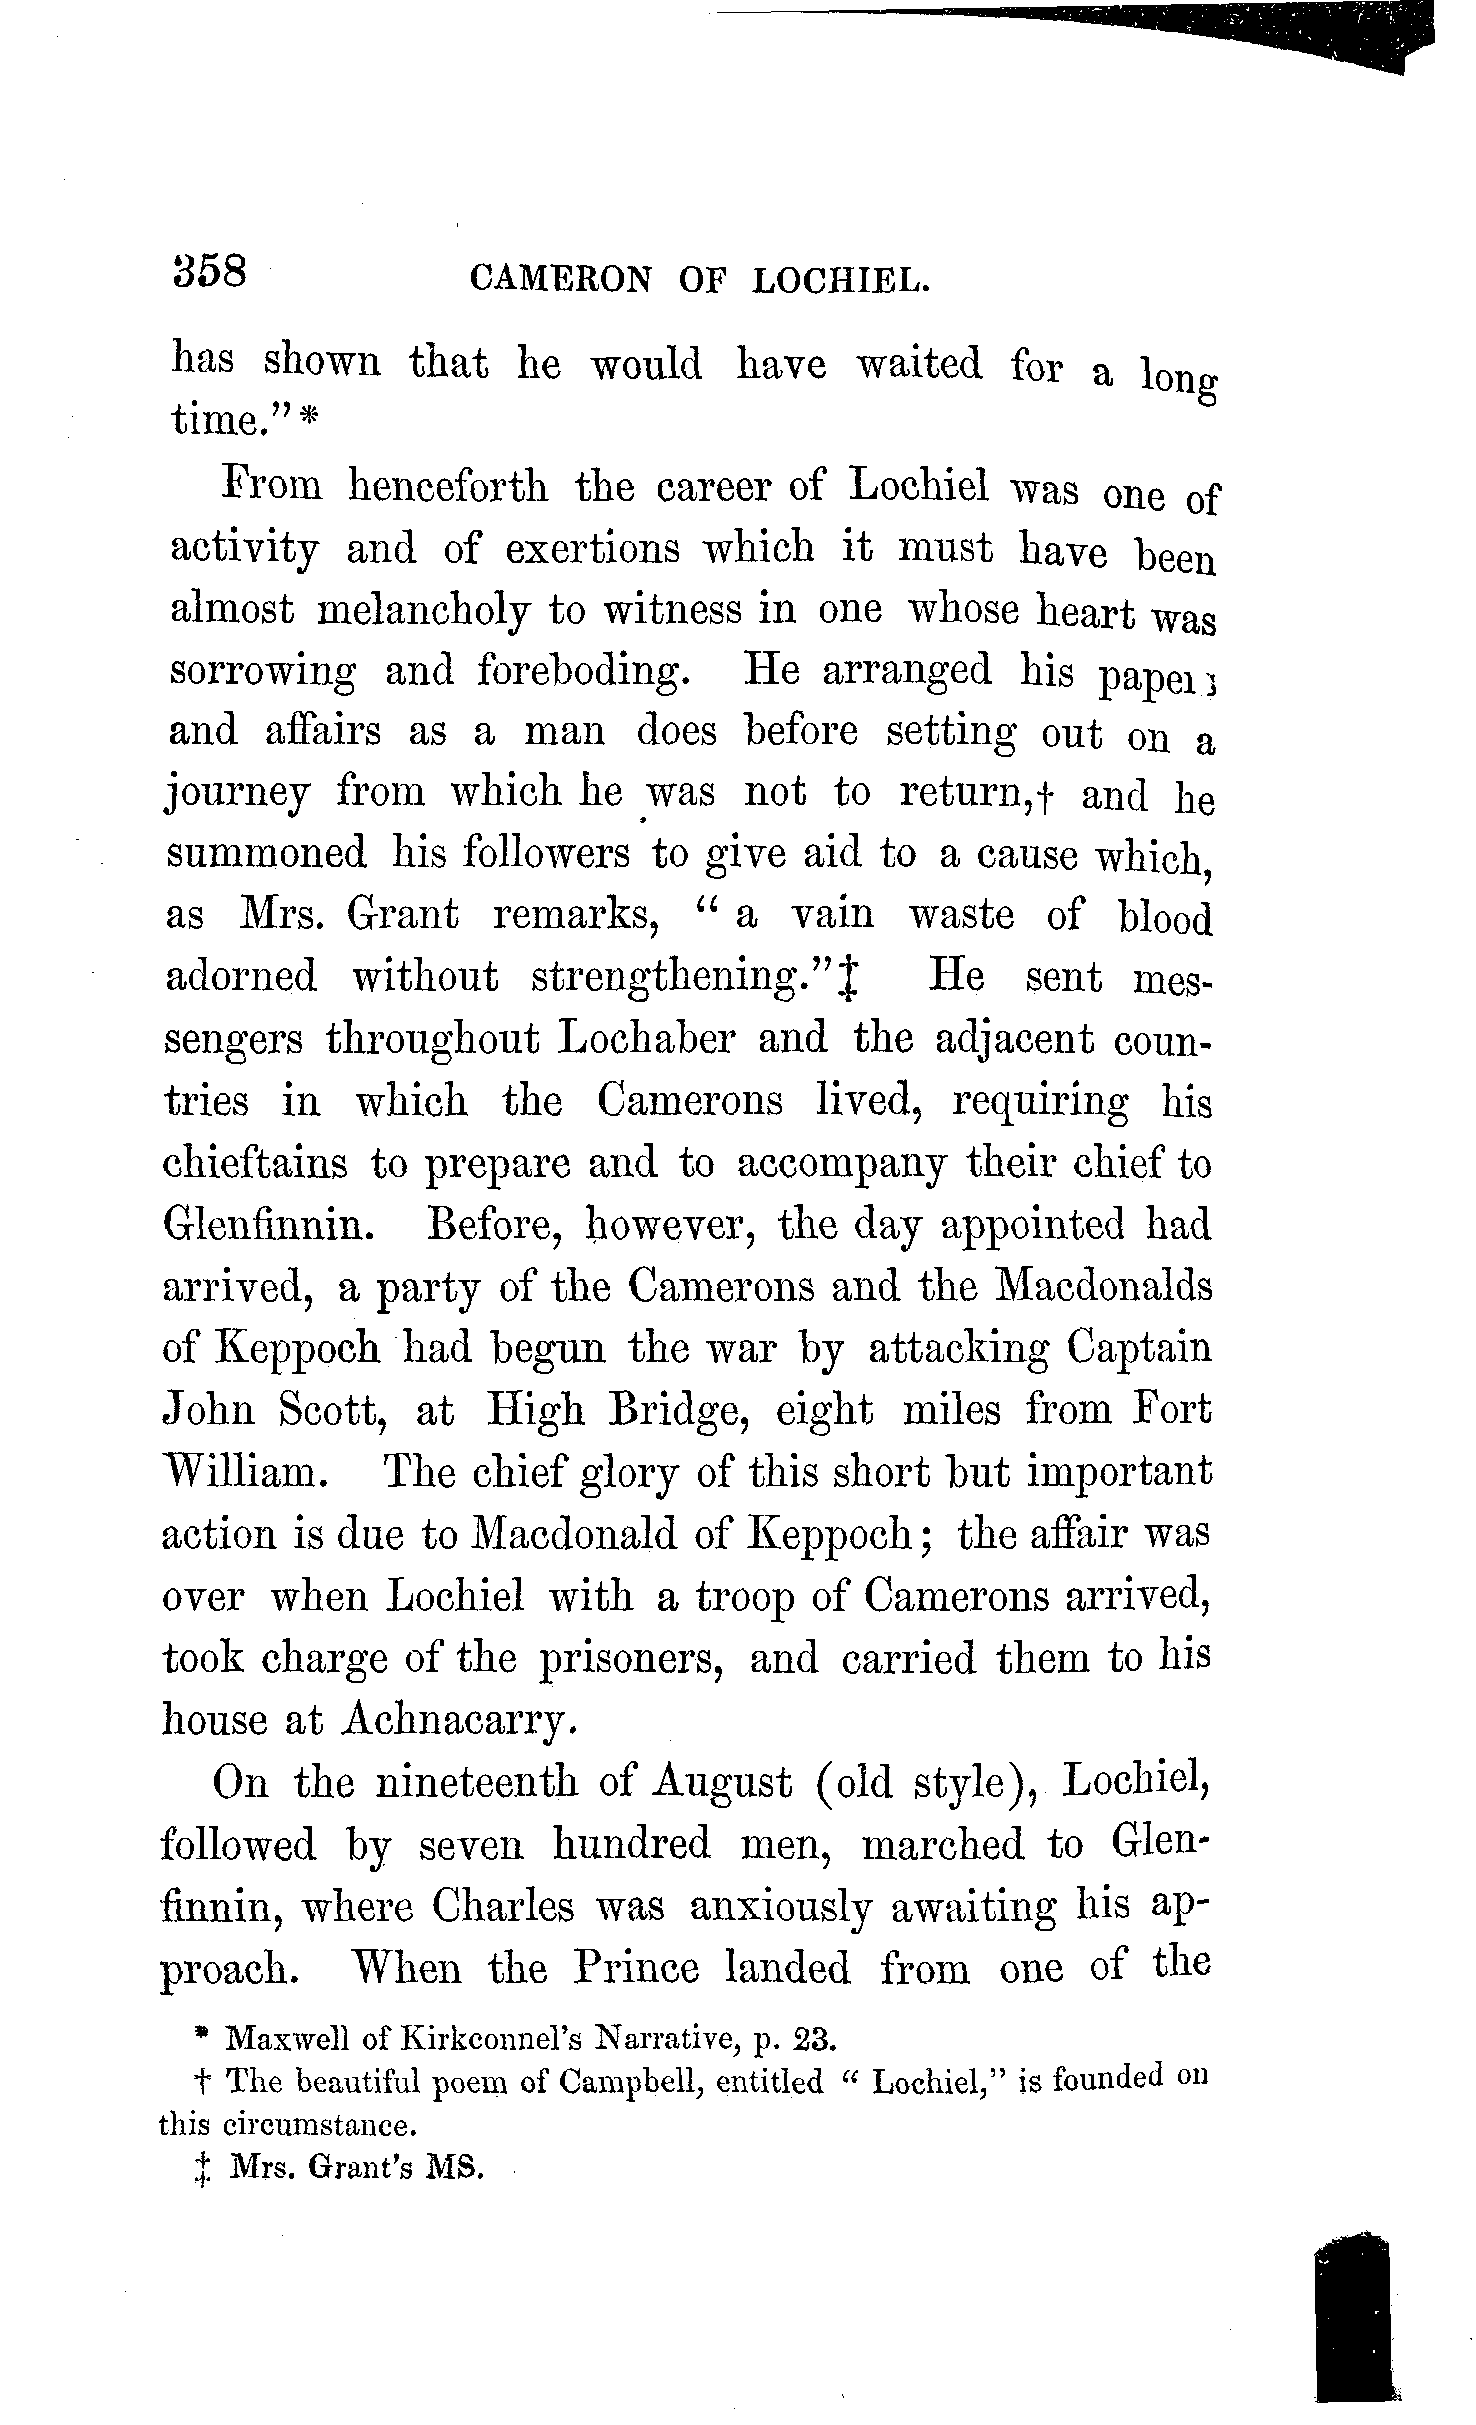 358 CAMERON OF LOCHIEL.
has shown that he would have waited for a long
time."*
From henceforth the career of Lochiel was one of
activity and of exertions which it must have been
almost melancholy to witness in one whose heart was
sorrowing and foreboding. He arranged his papers
and affairs as a man does before setting out on a
journey from which he was not to return,† and he
summoned his followers to give aid to a cause which,
as Mrs. Grant remarks, "a vain waste of blood
adorned without strengthening."‡ He sent mes-
sengers throughout Lochaber and the adjacent coun-
tries in which the Camerons lived, requiring his
chieftains to prepare and to accompany their chief to
Glenfinnin. Before, however, the day appointed had
arrived, a party of the Camerons and the Macdonalds
of Keppoch had begun the war by attacking Captain
John Scott, at High Bridge, eight miles from Fort
William. The chief glory of this short but important
action is due to Macdonald of Keppoch; the affair was
over when Lochiel with a troop of Camerons arrived,
took charge of the prisoners, and carried them to his
house at Achnacarry.
On the nineteenth of August (old style), Lochiel,
followed by seven hundred men, marched to Glen-
finnin, where Charles was anxiously awaiting his ap-
proach. When the Prince landed from one of the
* Maxwell of Kirkconnel's Narrative, p. 23.
† The beautiful poem of Campbell, entitled "Lochiel," is founded on
this circumstance.
‡ Mrs. Grant's MS.